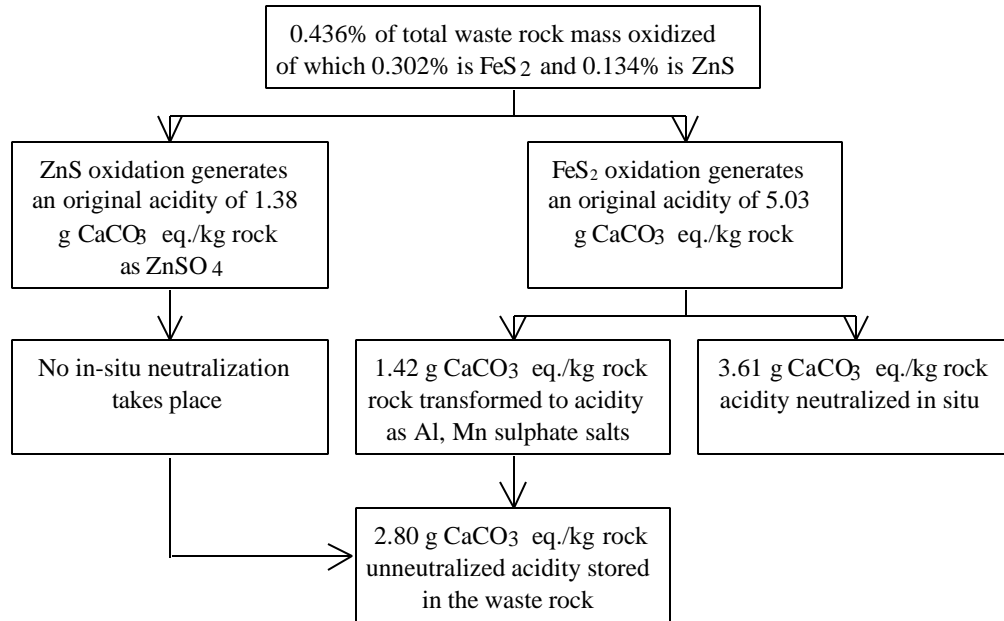 0.436% of total waste rock mass oxidized
of which 0.302% is FeS2 and 0.134% is ZnS
ZnS oxidation generates
an original acidity of 1.38
g CaCO3 eq./kg rock
as ZnSO4
FeS2 oxidation generates
an original acidity of 5.03
g CaCO3 eq./kg rock
No in-situ neutralization
takes place
1.42 g CaCO3 eq./kg rock
rock transformed to acidity
as Al, Mn sulphate salts
3.61 g CaCO3 eq./kg rock
acidity neutralized in situ
2.80 g CaCO3 eq./kg rock
unneutralized acidity stored
in the waste rock